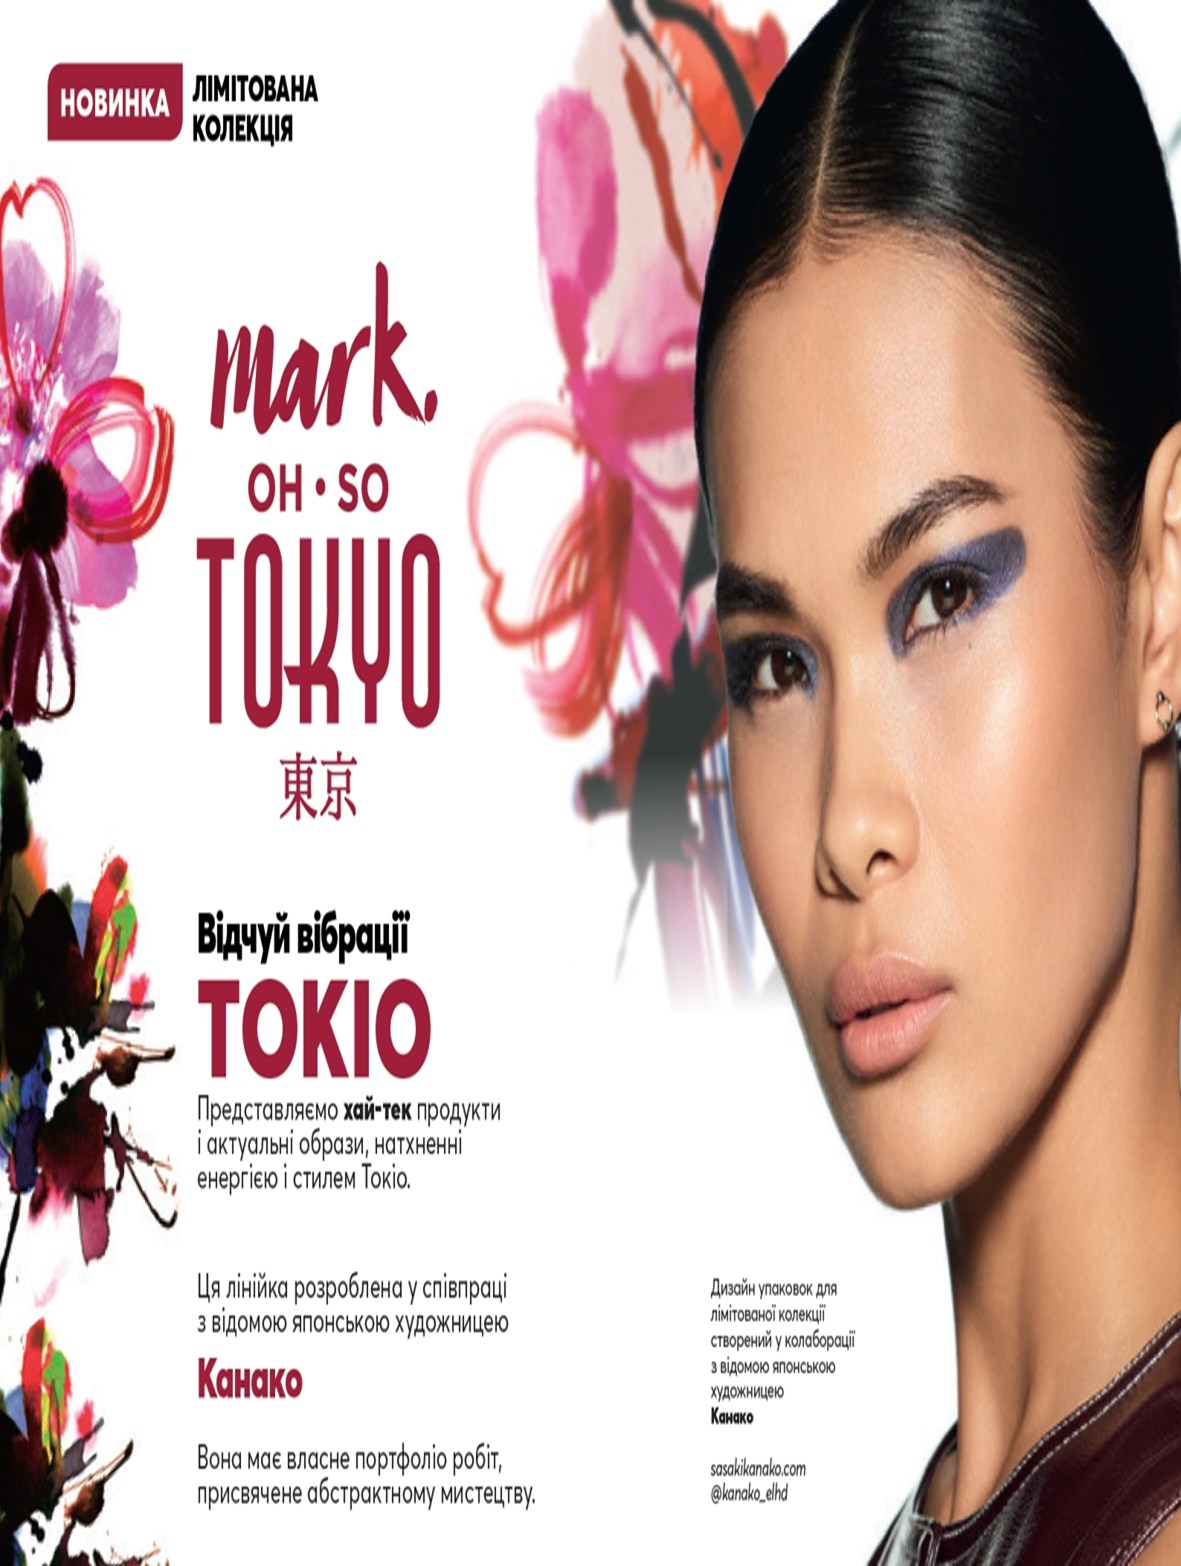 НОВИНКА
ЛІМІТОВАНА
КОЛЕКЦІЯ
mark.
OH • SO
TOKYO
東京
Відчуй вібрації
ТОКІО
Представляємо хай-тек продукти
і актуальні образи, натхненні
енергією і стилем Токіо.
Ця лінійка розроблена у співпраці
з відомою японською художницею
Канако
Вона має власне портфоліо робіт,
присвячене абстрактному мистецтву.
Дизайн упаковок для
лімітованої колекції
створений у колаборації
з відомою японською
художницею
Канако
sasakikanako.com
@kanako_elhd